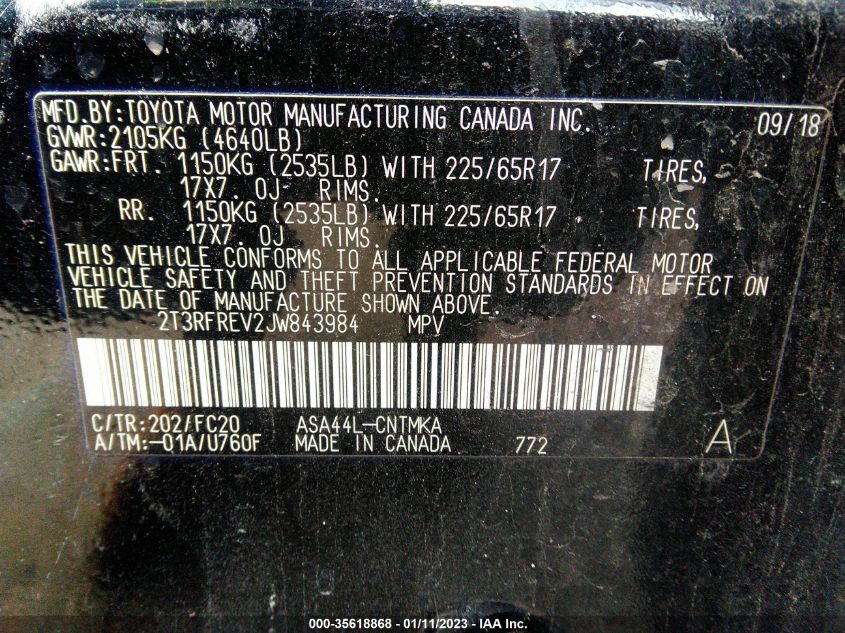 MFD.BY:TOYOTA MOTOR MANUFACTURING CANADA INC. 09/18
GVWR:2105KG (4640LB)
GAWR:FRT. 1150KG (2535LB) WITH 225/65R17 TIRES,
17X7.0J RIMS.
RR. 1150KG (2535LB) WITH 225/65R17 TIRES,
17X7.0J RIMS.
THIS VEHICLE CONFORMS TO ALL APPLICABLE FEDERAL MOTOR
VEHICLE SAFETY AND THEFT PREVENTION STANDARDS IN EFFECT ON
THE DATE OF MANUFACTURE SHOWN ABOVE.
2T3RFREV2JW843984 MPV
C/TR:202/FC20 ASA44L-CNTMKA
A/TM:-01A/U760F MADE IN CANADA 772 A
000-35618868 - 01/11/2023 - IAA Inc.